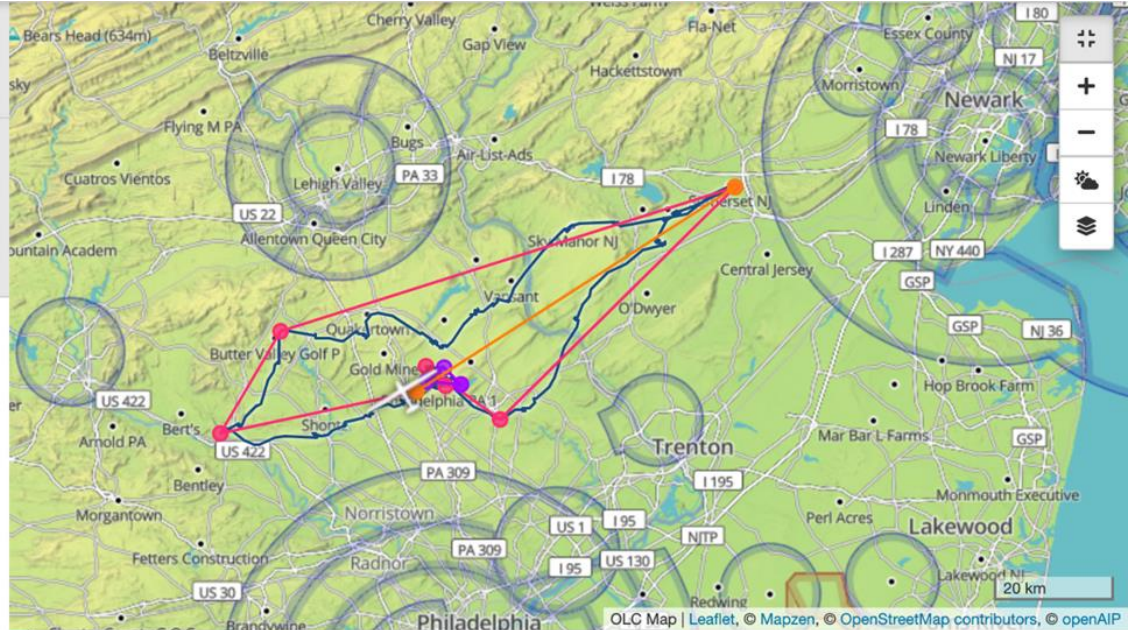 Cherry Valley
Fla-Net
Essex County
I 80
Bears Head (634m)
Beltzville
Gap View
NJ 17
Hackettstown
sky
Morristown
Newark
Flying M PA
Bugs
I 78
Air-List-Ads
Newark Liberty
Cuatros Vientos
Lehigh Valley
PA 33
I 78
Linden
US 22
Allentown Queen City
Sky Manor NJ
I 287
NY 440
Central Jersey
GSP
Vansant
O'Dwyer
Quakertown
GSP
NJ 36
Butter Valley Golf P
Gold Mine
Hop Brook Farm
US 422
Bert's
Arnold PA
Mar Bar L Farms
GSP
US 422
Trenton
Bentley
PA 309
I 195
Monmouth Executive
Morgantown
Norristown
Perl Acres
Lakewood
US 1
I 95
NJTP
Fetters Construction
Radnor
PA 309
I 95
US 130
Lakewood NJ
US 30
20 km
Redwing
Brandywine
Philadelphia
OLC Map | Leaflet, © Mapzen, © OpenStreetMap contributors, © openAIP